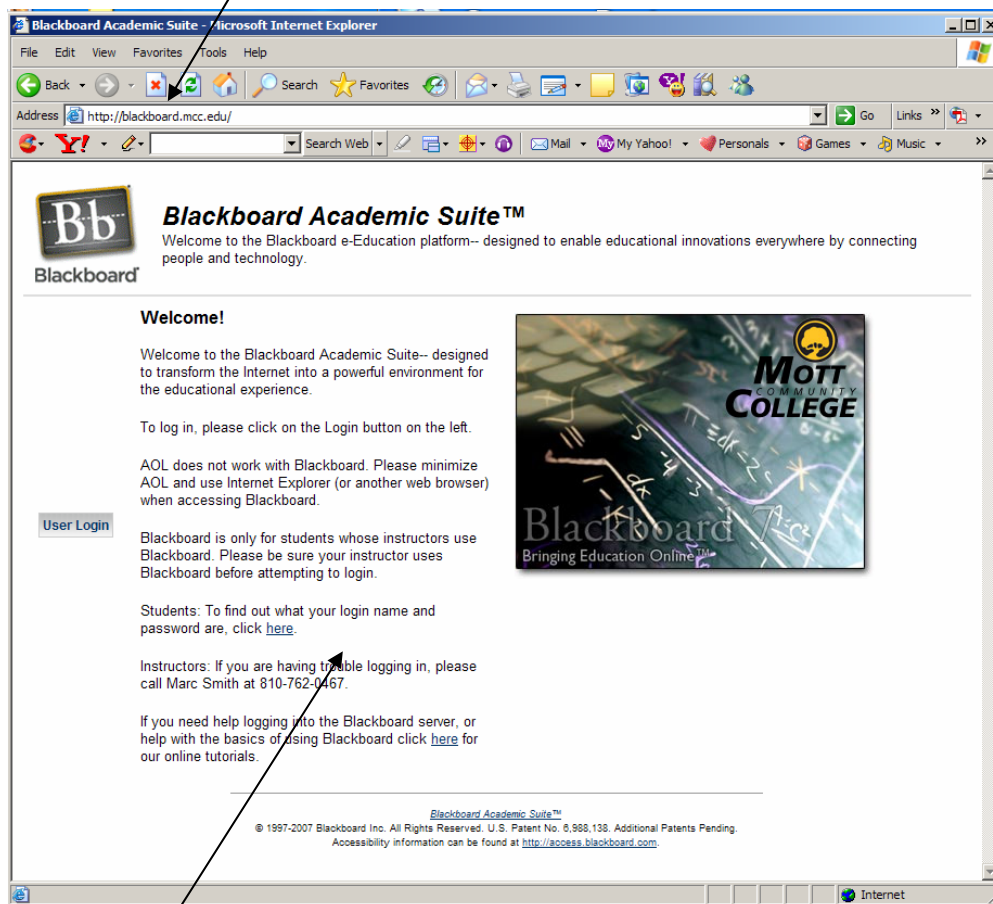 Blackboard Academic Suite - Microsoft Internet Explorer
File Edit View Favorites Tools Help
Back Search Favorites
Address http://blackboard.mcc.edu/ Go Links »
Y! Search Web Mail My Yahoo! Personals Games Music »
Bb
Blackboard
Blackboard Academic Suite™
Welcome to the Blackboard e-Education platform-- designed to enable educational innovations everywhere by connecting
people and technology.
Welcome!
Welcome to the Blackboard Academic Suite-- designed
to transform the Internet into a powerful environment for
the educational experience.
To log in, please click on the Login button on the left.
AOL does not work with Blackboard. Please minimize
AOL and use Internet Explorer (or another web browser)
when accessing Blackboard.
User Login
Blackboard is only for students whose instructors use
Blackboard. Please be sure your instructor uses
Blackboard before attempting to login.
Students: To find out what your login name and
password are, click here.
Instructors: If you are having trouble logging in, please
call Marc Smith at 810-762-0467.
If you need help logging into the Blackboard server, or
help with the basics of using Blackboard click here for
our online tutorials.
MOTT
COMMUNITY
COLLEGE
Blackboard 7
Bringing Education Online™
Blackboard Academic Suite™
© 1997-2007 Blackboard Inc. All Rights Reserved. U.S. Patent No. 6,988,138. Additional Patents Pending.
Accessibility information can be found at http://access.blackboard.com.
Internet